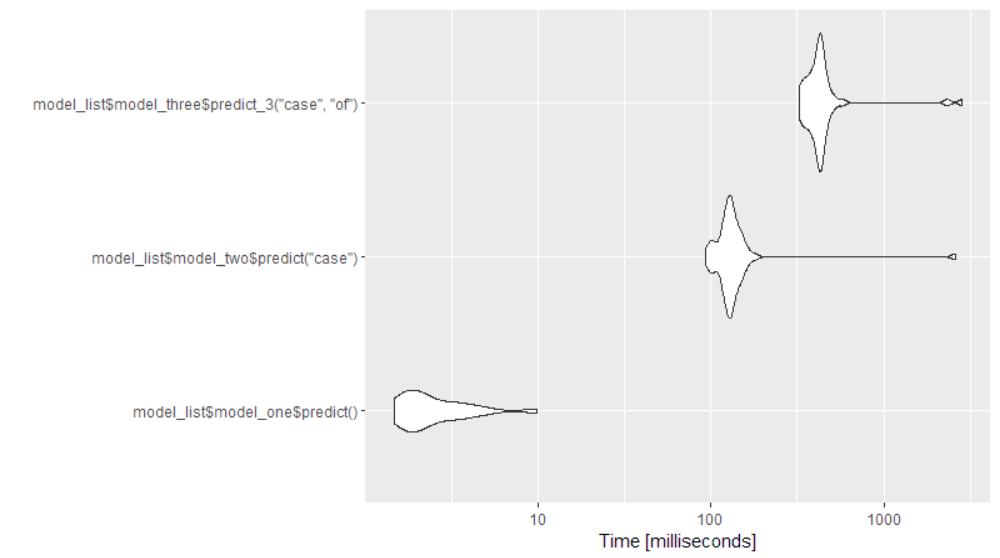 model_list$model_three$predict_3("case", "of")
model_list$model_two$predict("case")
model_list$model_one$predict()
10 100 1000
Time [milliseconds]